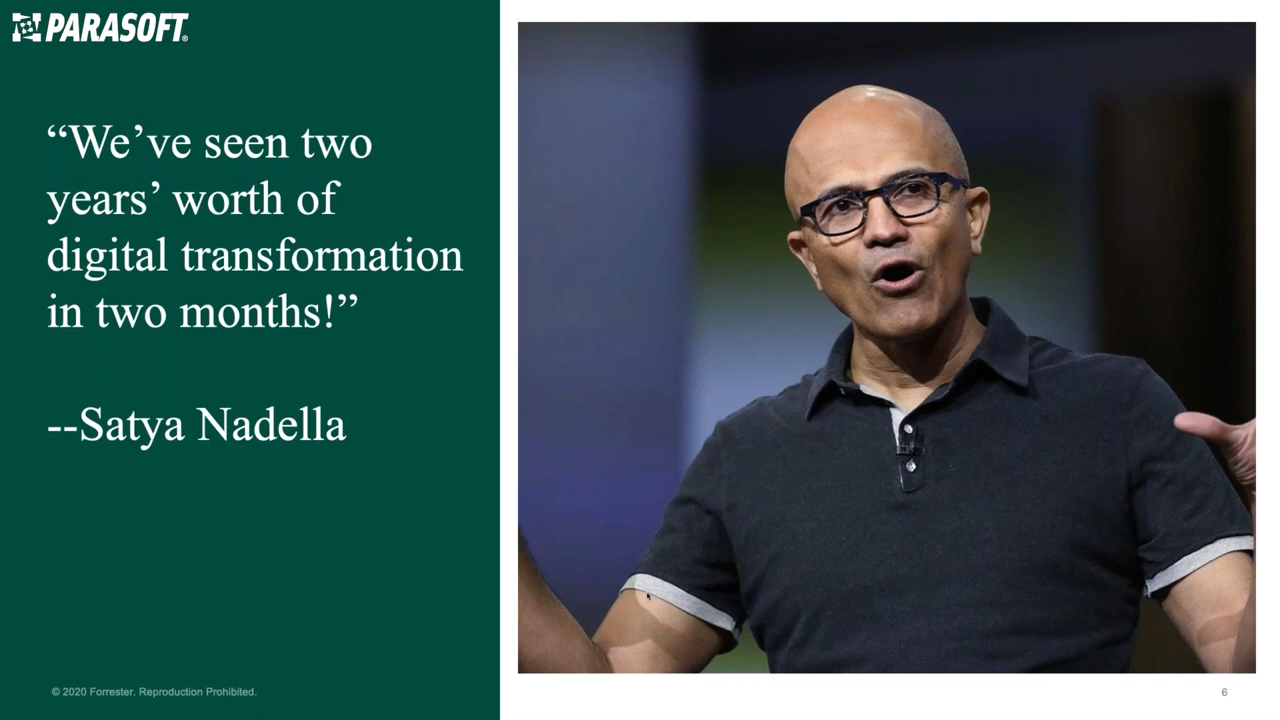 PARASOFT®
“We’ve seen two
years’ worth of
digital transformation
in two months!”
--Satya Nadella
© 2020 Forrester. Reproduction Prohibited.
6